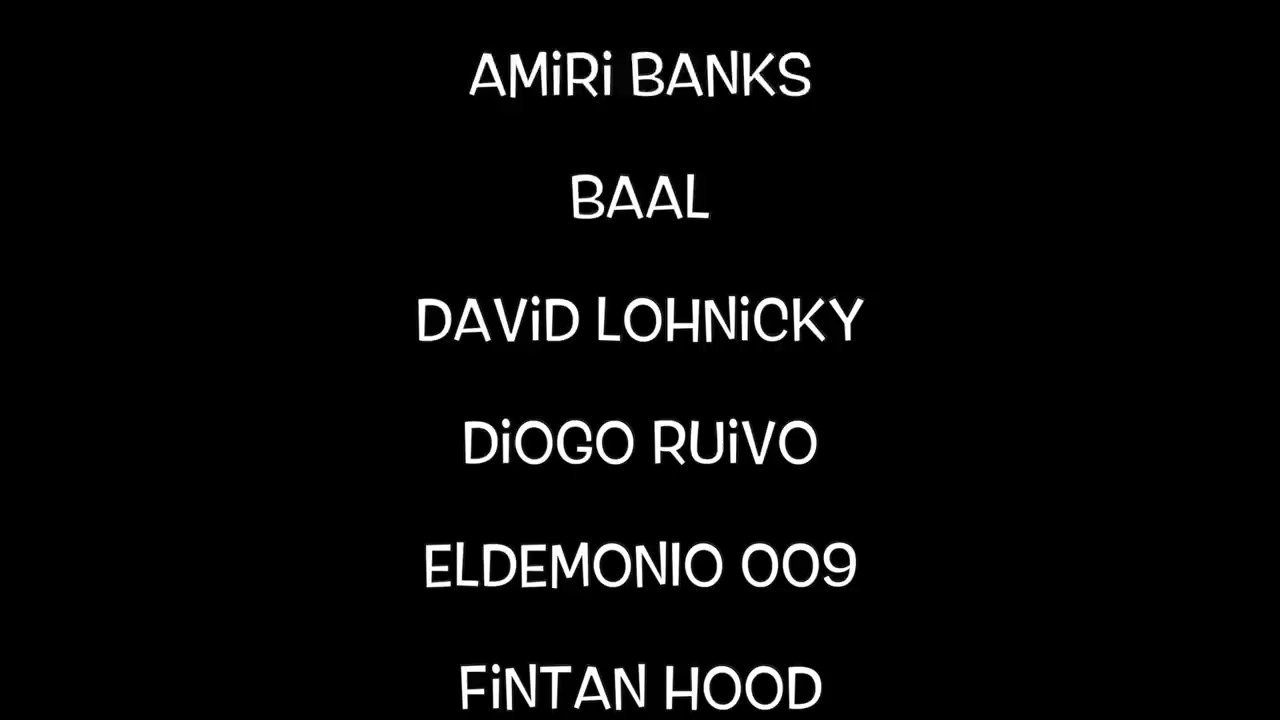 AMiRi BANKS
BAAL
DAViD LOHNiCKY
DiOGO RUiVO
ELDEMONIO 009
FiNTAN HOOD